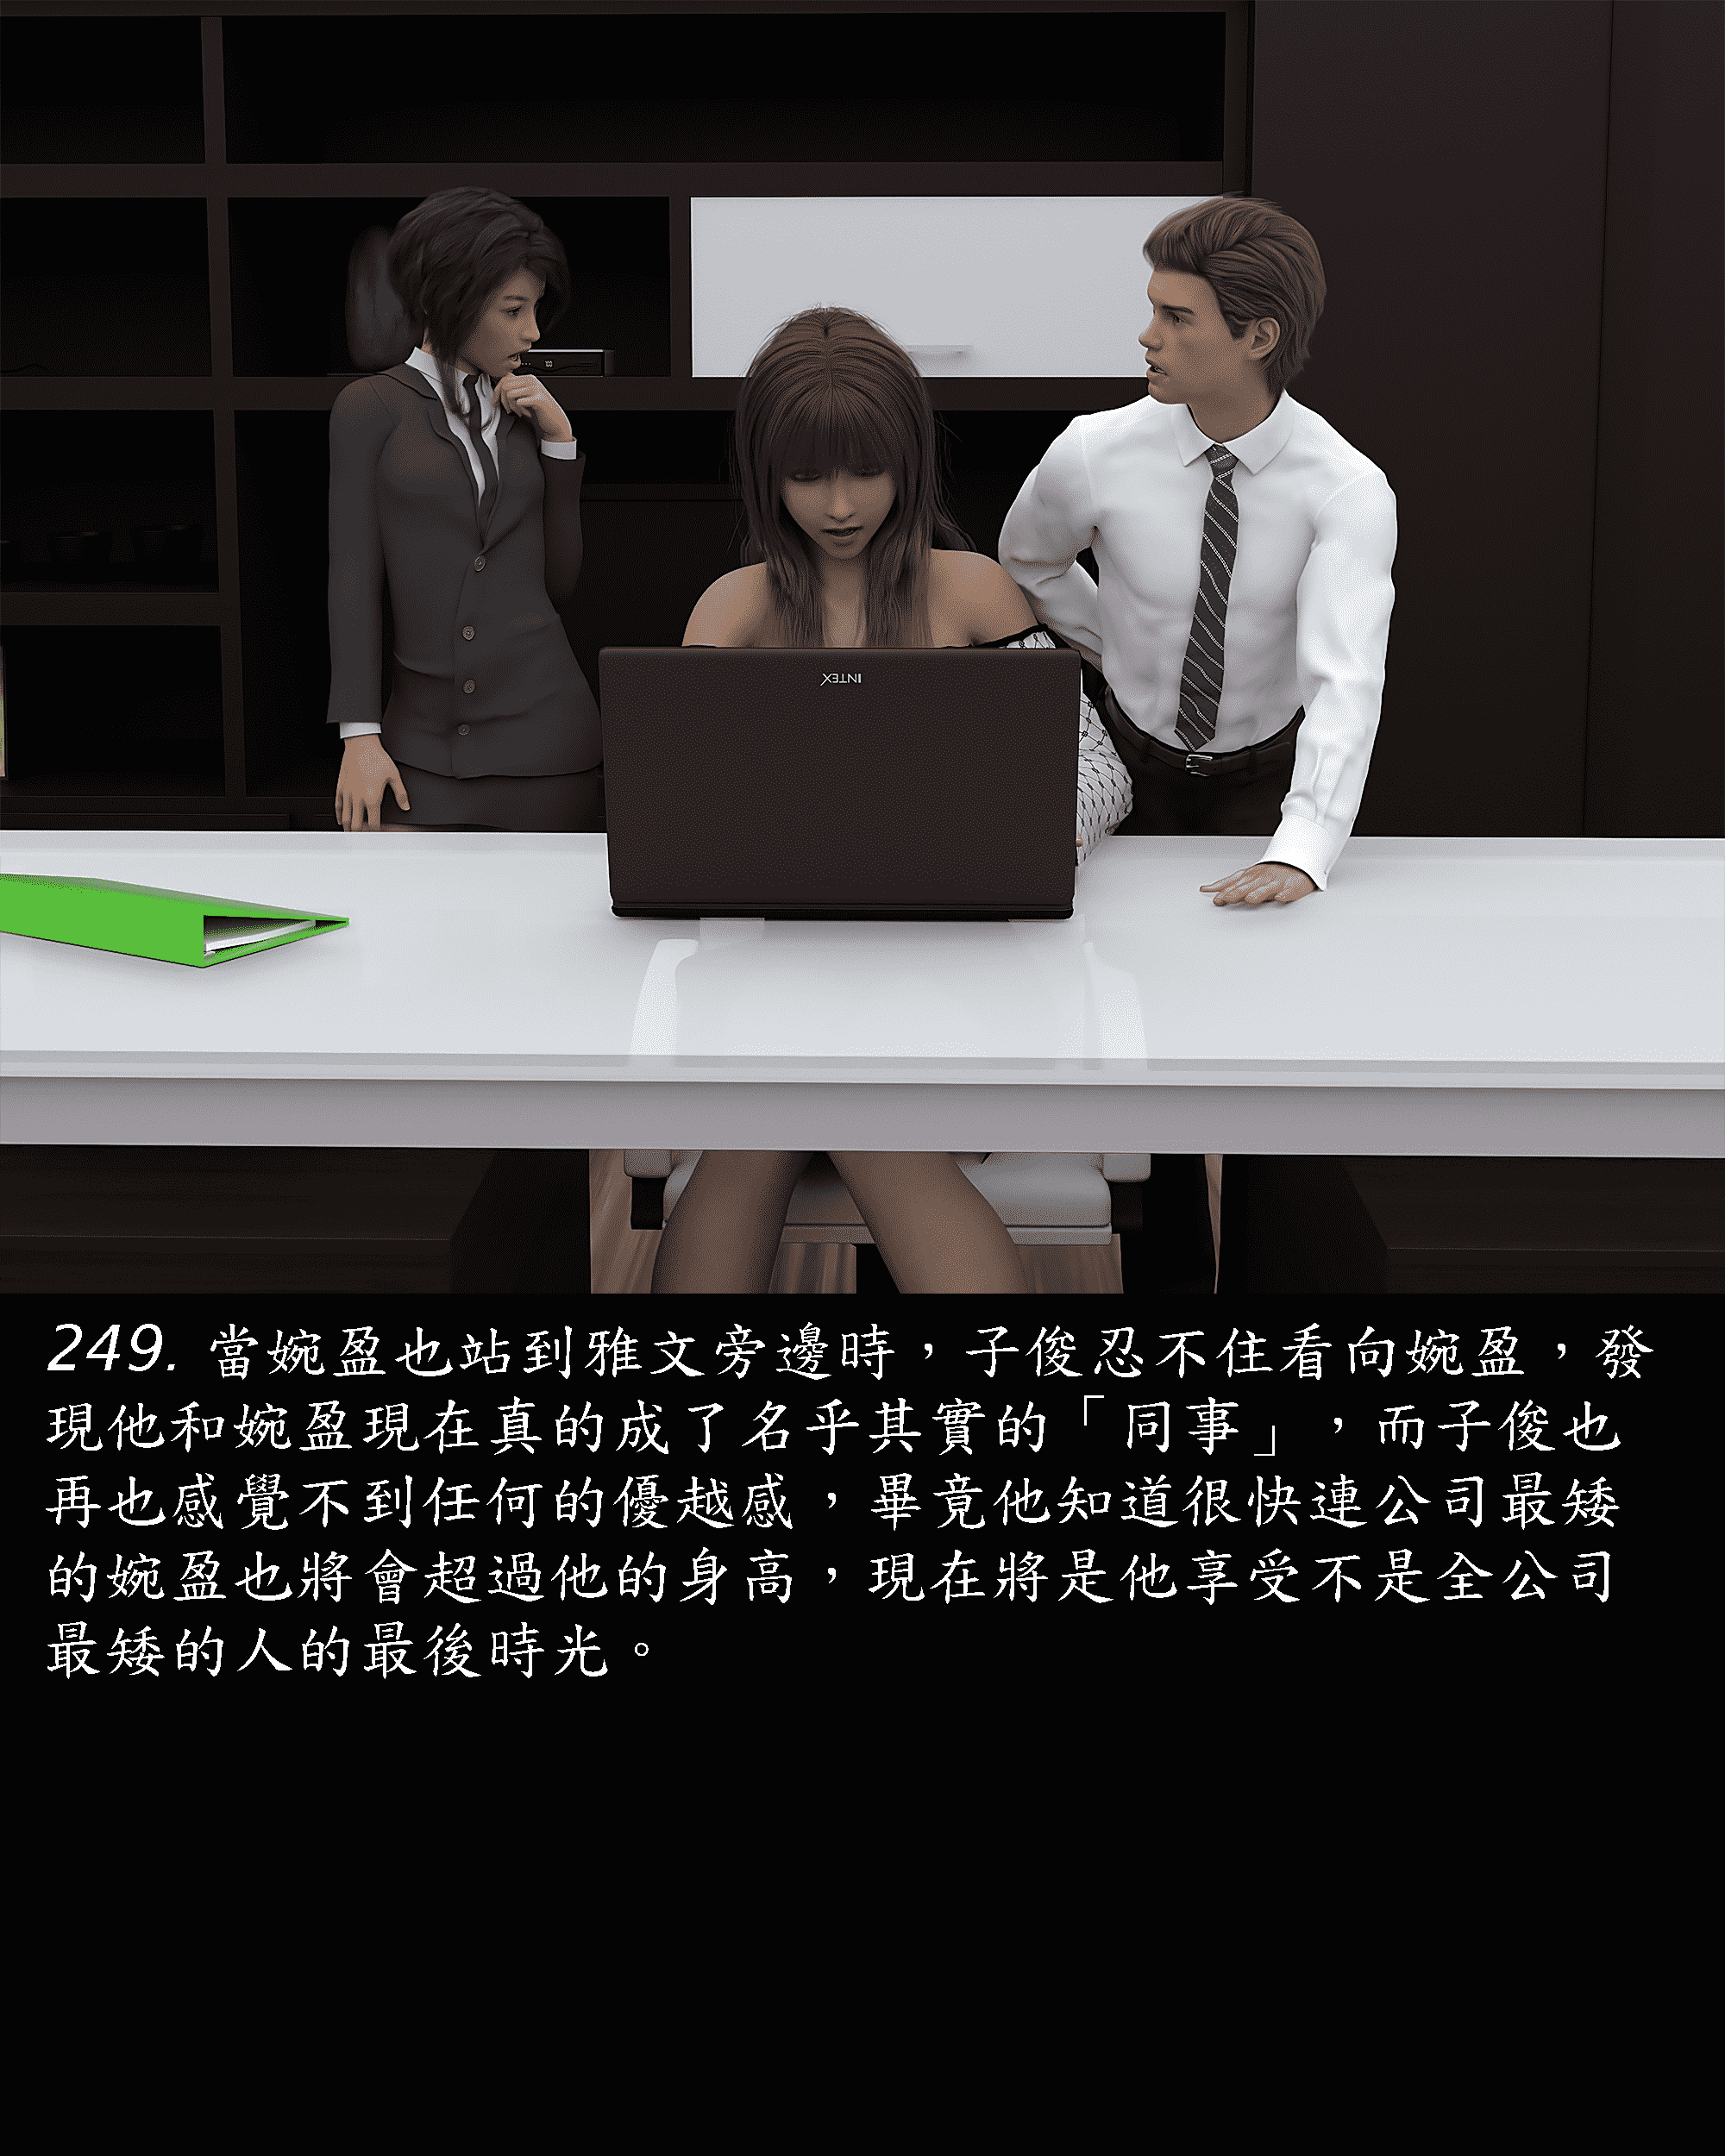 INTEX
249. 當婉盈也站到雅文旁邊時，子俊忍不住看向婉盈，發
現他和婉盈現在真的成了名乎其實的「同事」，而子俊也
再也感覺不到任何的優越感，畢竟他知道很快連公司最矮
的婉盈也將會超過他的身高，現在將是他享受不是全公司
最矮的人的最後時光。